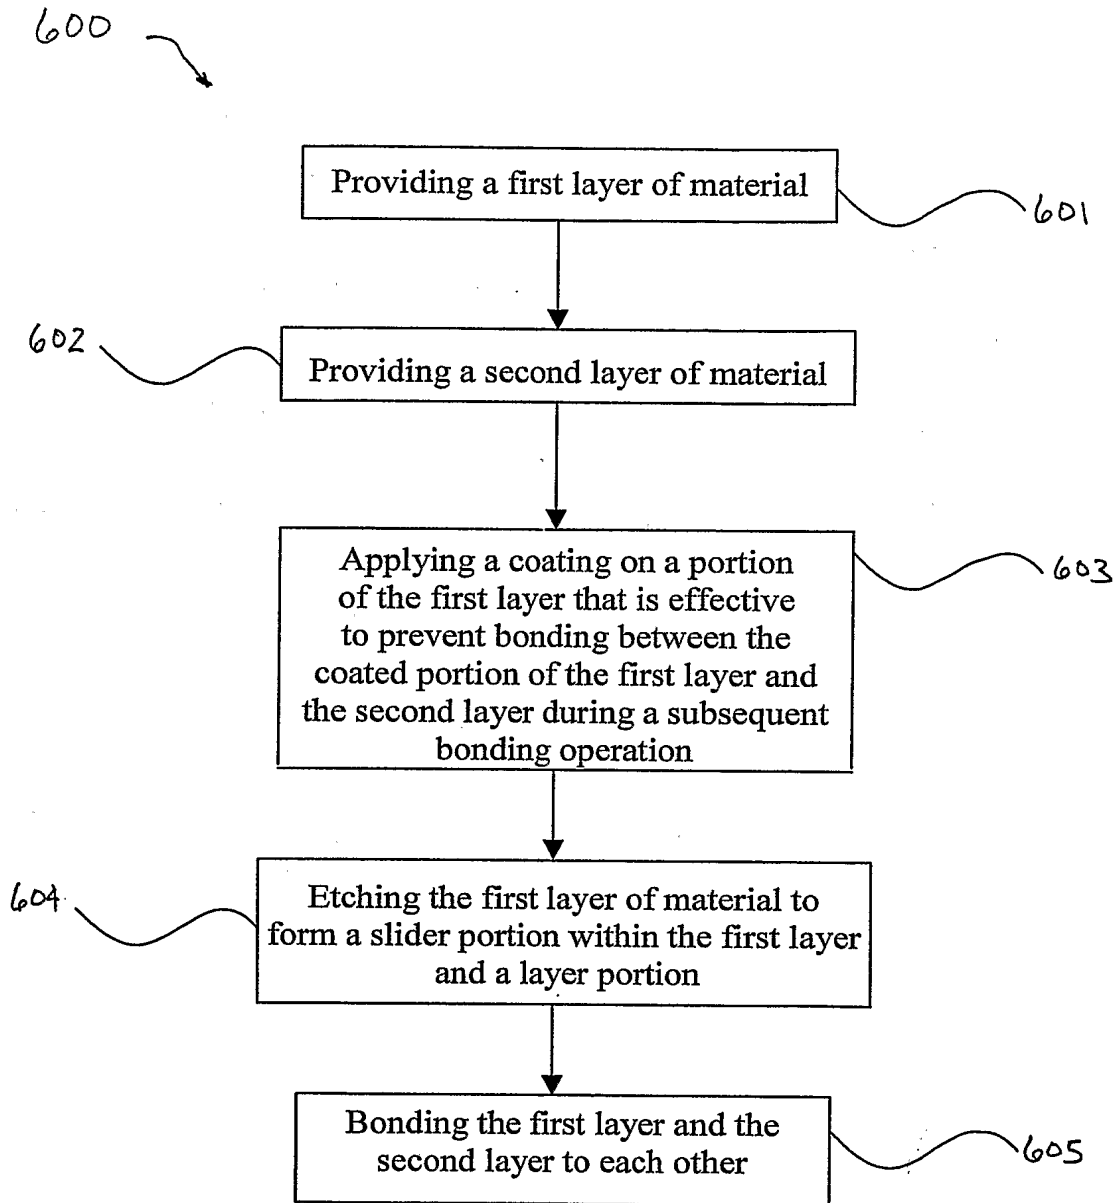 600
Providing a first layer of material
601
602
Providing a second layer of material
Applying a coating on a portion
of the first layer that is effective
to prevent bonding between the
coated portion of the first layer and
the second layer during a subsequent
bonding operation
603
604
Etching the first layer of material to
form a slider portion within the first layer
and a layer portion
Bonding the first layer and the
second layer to each other
605